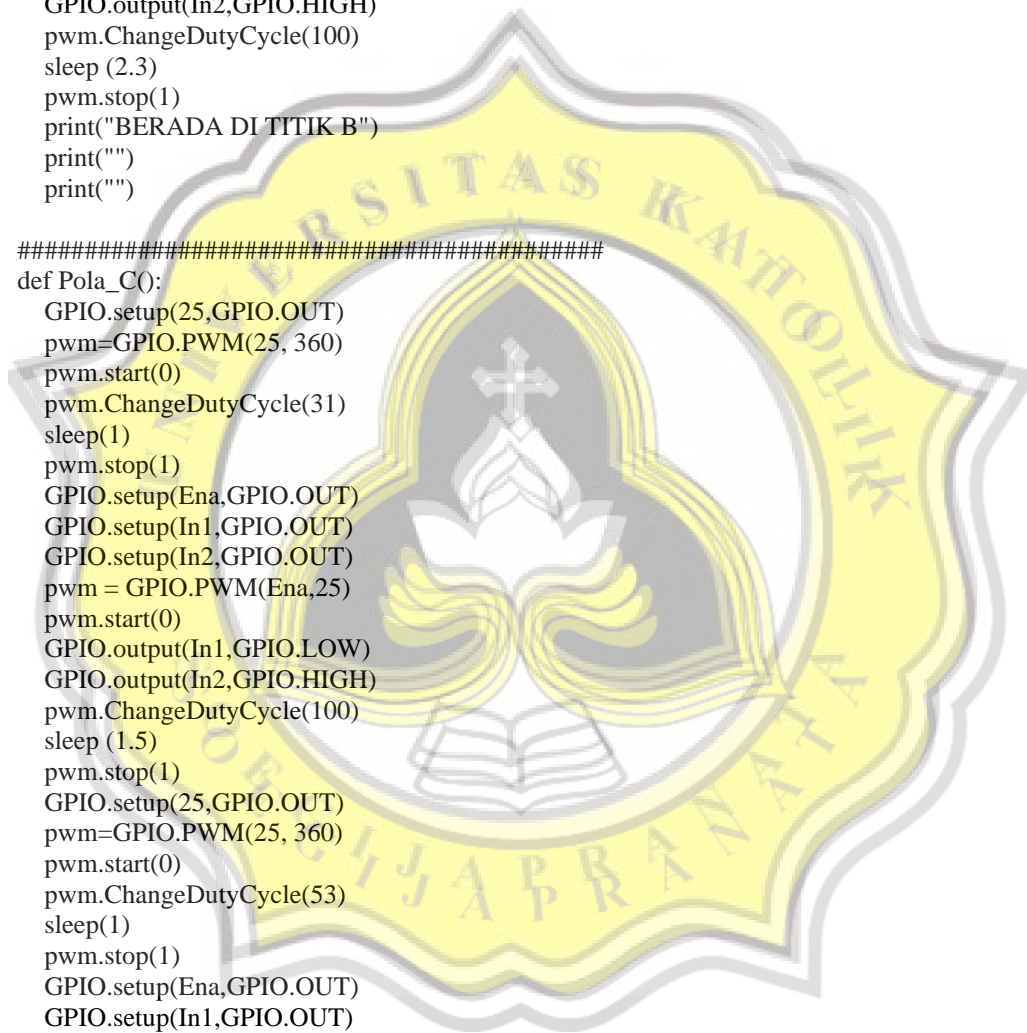 GPIO.output(In2,GPIO.HIGH)
pwm.ChangeDutyCycle(100)
sleep (2.3)
pwm.stop(1)
print("BERADA DI TITIK B")
print("")
print("")
############################################
def Pola_C():
GPIO.setup(25,GPIO.OUT)
pwm=GPIO.PWM(25, 360)
pwm.start(0)
pwm.ChangeDutyCycle(31)
sleep(1)
pwm.stop(1)
GPIO.setup(Ena,GPIO.OUT)
GPIO.setup(In1,GPIO.OUT)
GPIO.setup(In2,GPIO.OUT)
pwm = GPIO.PWM(Ena,25)
pwm.start(0)
GPIO.output(In1,GPIO.LOW)
GPIO.output(In2,GPIO.HIGH)
pwm.ChangeDutyCycle(100)
sleep (1.5)
pwm.stop(1)
GPIO.setup(25,GPIO.OUT)
pwm=GPIO.PWM(25, 360)
pwm.start(0)
pwm.ChangeDutyCycle(53)
sleep(1)
pwm.stop(1)
GPIO.setup(Ena,GPIO.OUT)
GPIO.setup(In1,GPIO.OUT)
UNIVERSITAS KATOLIK
SOEGIJAPRANATA